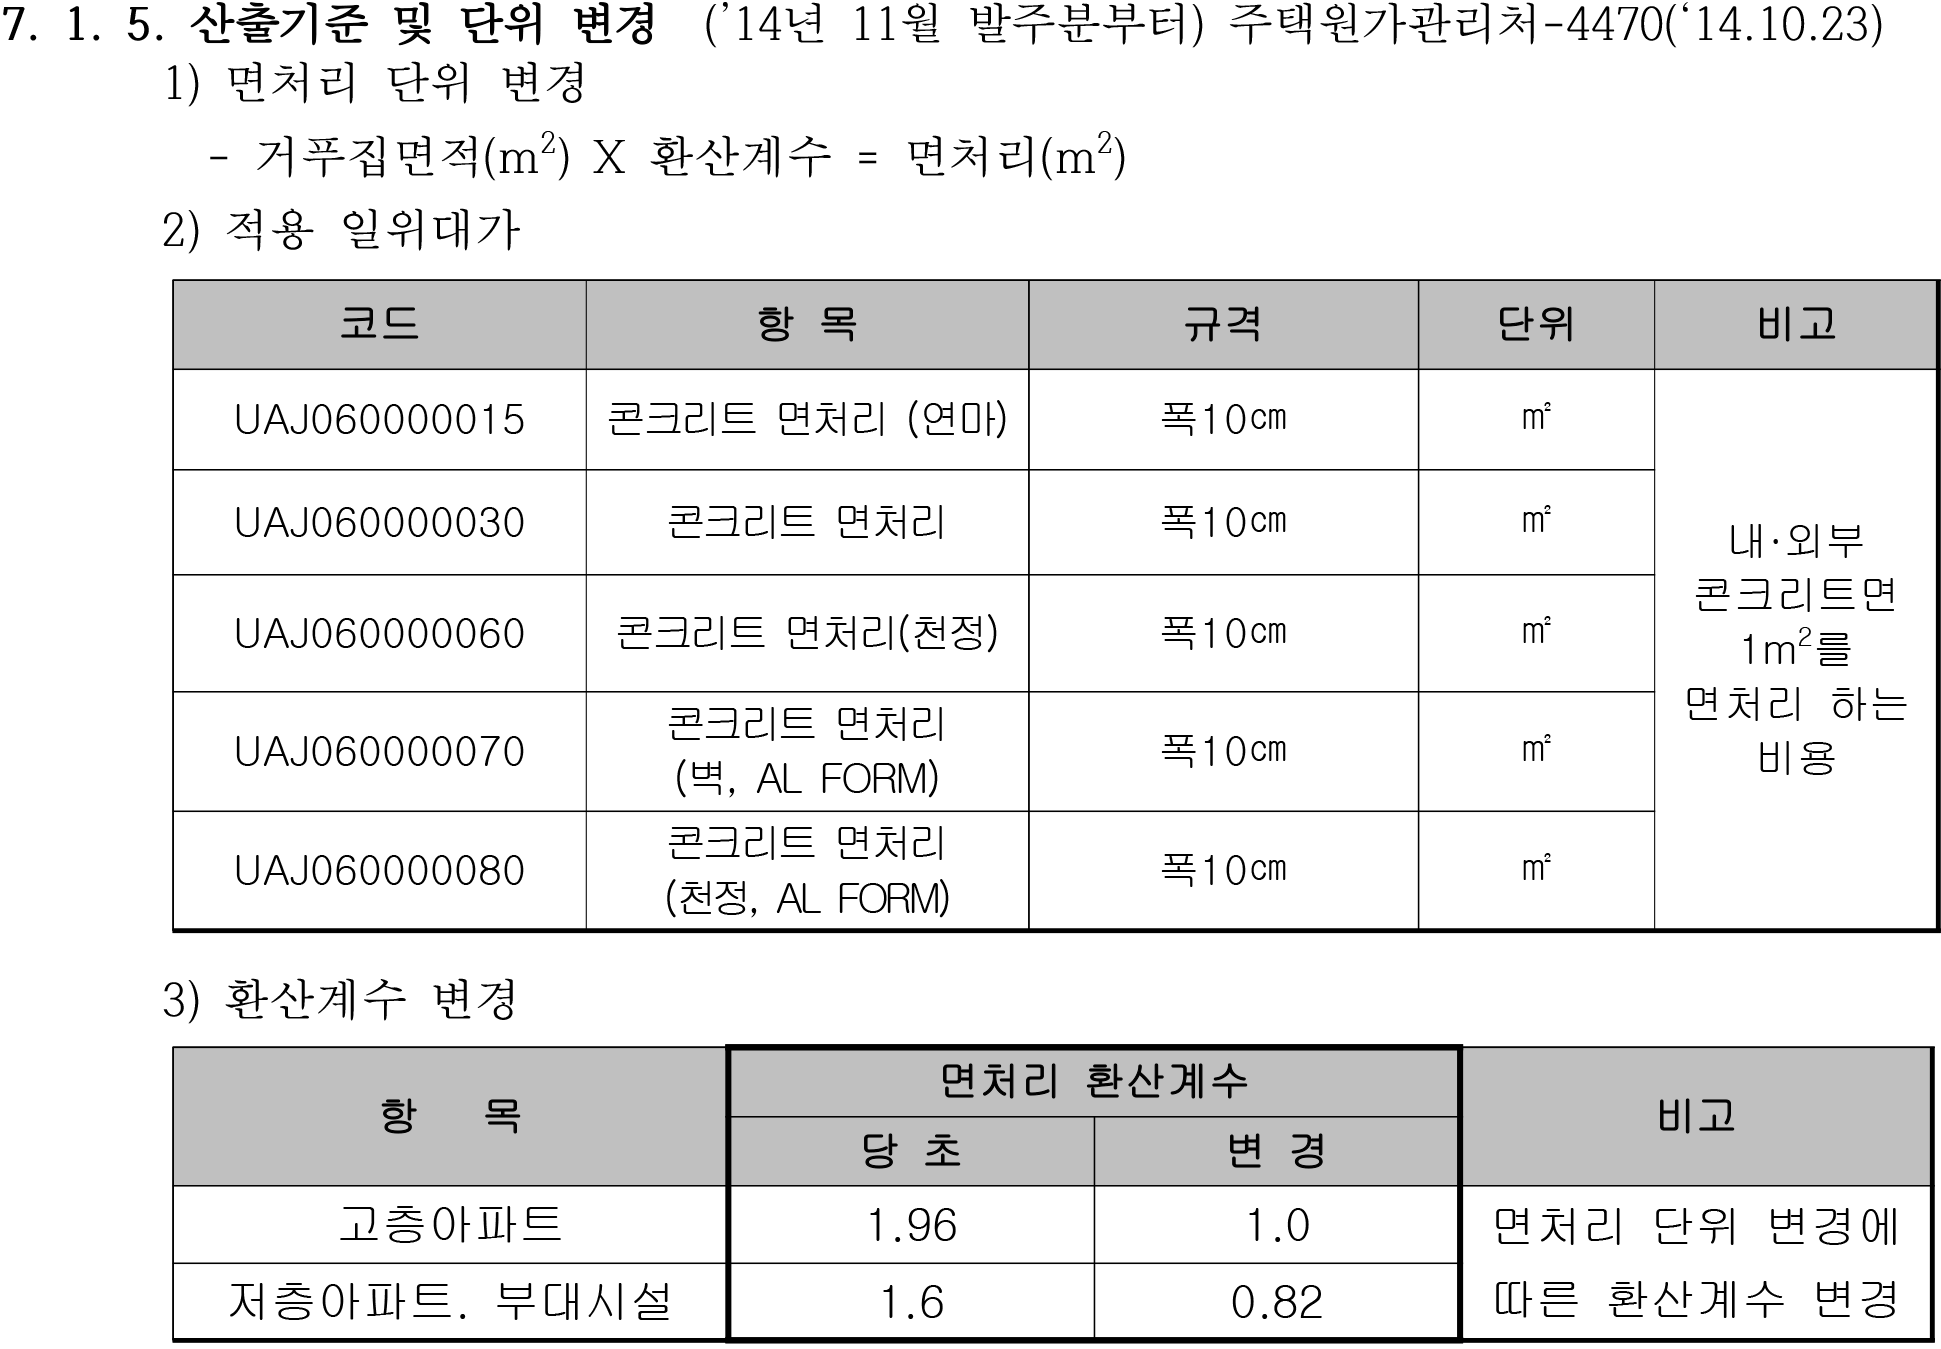 7. 1. 5. 산출기준 및 단위 변경 (’14년 11월 발주분부터) 주택원가관리처-4470(‘14.10.23)
1) 면처리 단위 변경
- 거푸집면적(m²) X 환산계수 = 면처리(m²)
2) 적용 일위대가
코드 항 목 규격 단위 비고
UAJ060000015 콘크리트 면처리 (연마) 폭10㎝ ㎡
UAJ060000030 콘크리트 면처리 폭10㎝ ㎡
UAJ060000060 콘크리트 면처리(천정) 폭10㎝ ㎡
UAJ060000070 콘크리트 면처리
(벽, AL FORM) 폭10㎝ ㎡
UAJ060000080 콘크리트 면처리
(천정, AL FORM) 폭10㎝ ㎡
내·외부
콘크리트면
1m²를
면처리 하는
비용
3) 환산계수 변경
항 목 면처리 환산계수 비고
당 초 변 경
고층아파트 1.96 1.0 면처리 단위 변경에
저층아파트. 부대시설 1.6 0.82 따른 환산계수 변경